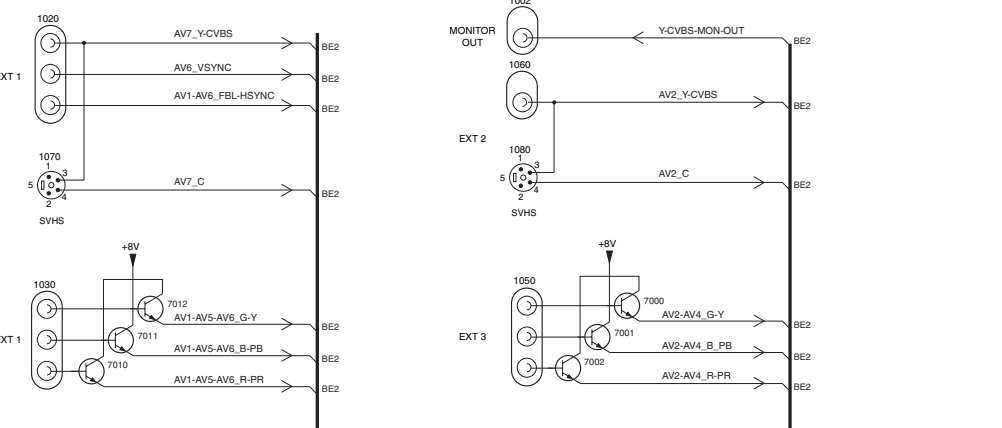 1020
AV7_Y-CVBS
BE2
AV6_VSYNC
BE2
XT 1
AV1-AV6_FBL-HSYNC
BE2
1070
1
3
5
4
2
AV7_C
BE2
SVHS
+8V
1030
7012
AV1-AV5-AV6_G-Y
BE2
7011
XT 1
AV1-AV5-AV6_B-PB
BE2
7010
AV1-AV5-AV6_R-PR
BE2
1002
MONITOR
OUT
Y-CVBS-MON-OUT
BE2
1060
AV2_Y-CVBS
BE2
EXT 2
1080
1
3
5
4
2
AV2_C
BE2
SVHS
+8V
1050
7000
AV2-AV4_G-Y
BE2
7001
EXT 3
AV2-AV4_B_PB
BE2
7002
AV2-AV4_R-PR
BE2